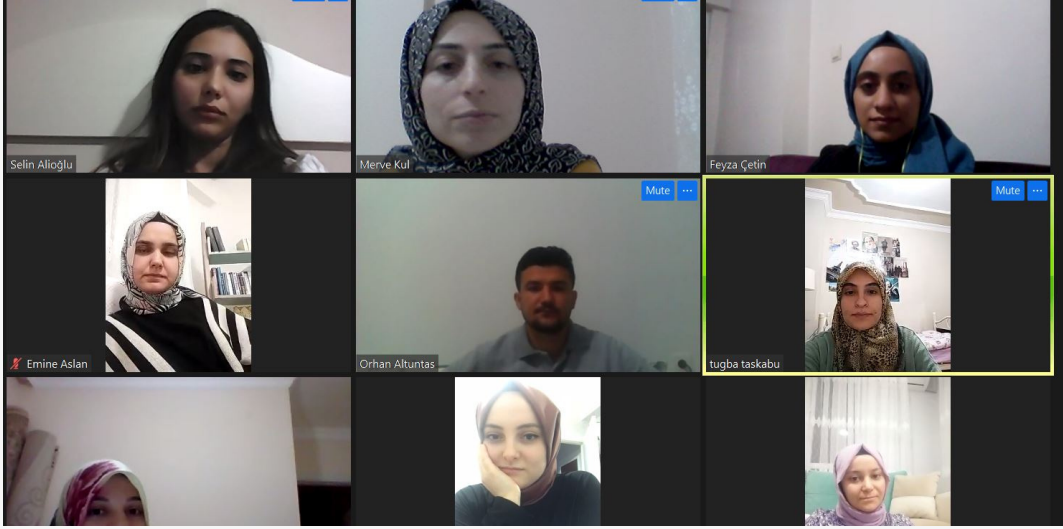 Selin Alioğlu
Merve Kul
Feyza Çetin
Mute ...
Mute ...
Emine Aslan
Orhan Altuntas
tugba taskabu